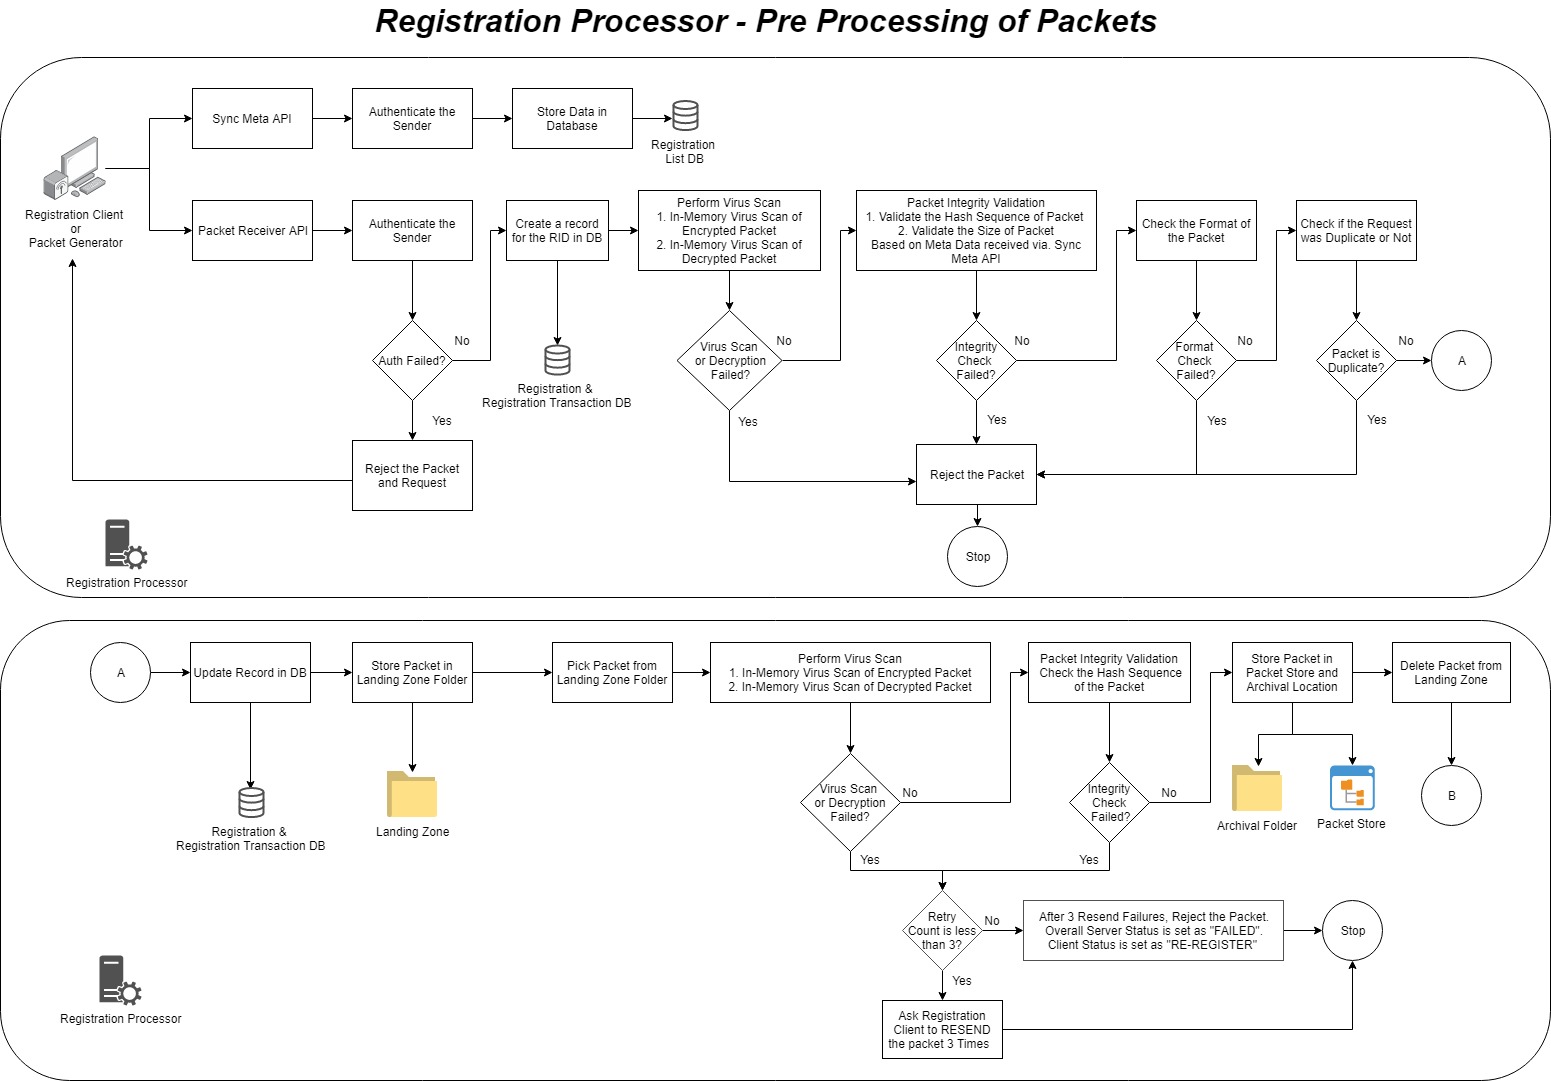 Registration Processor - Pre Processing of Packets
Sync Meta API
Authenticate the
Sender
Store Data in
Database
Registration
List DB
Registration Client
or
Packet Generator
Packet Receiver API
Authenticate the
Sender
Create a record
for the RID in DB
Perform Virus Scan
1. In-Memory Virus Scan of
Encrypted Packet
2. In-Memory Virus Scan of
Decrypted Packet
Packet Integrity Validation
1. Validate the Hash Sequence of Packet
2. Validate the Size of Packet
Based on Meta Data received via. Sync
Meta API
Check the Format of
the Packet
Check if the Request
was Duplicate or Not
Auth Failed?
No
Yes
Registration &
Registration Transaction DB
Virus Scan
or Decryption
Failed?
No
Yes
Integrity
Check
Failed?
No
Yes
Format
Check
Failed?
No
Yes
Packet is
Duplicate?
No
Yes
A
Reject the Packet
and Request
Reject the Packet
Stop
Registration Processor
A
Update Record in DB
Store Packet in
Landing Zone Folder
Pick Packet from
Landing Zone Folder
Perform Virus Scan
1. In-Memory Virus Scan of Encrypted Packet
2. In-Memory Virus Scan of Decrypted Packet
Packet Integrity Validation
Check the Hash Sequence
of the Packet
Store Packet in
Packet Store and
Archival Location
Delete Packet from
Landing Zone
Registration &
Registration Transaction DB
Landing Zone
Virus Scan
or Decryption
Failed?
No
Yes
Integrity
Check
Failed?
No
Yes
Archival Folder
Packet Store
B
Retry
Count is less
than 3?
No
Yes
After 3 Resend Failures, Reject the Packet.
Overall Server Status is set as "FAILED".
Client Status is set as "RE-REGISTER"
Stop
Ask Registration
Client to RESEND
the packet 3 Times
Registration Processor